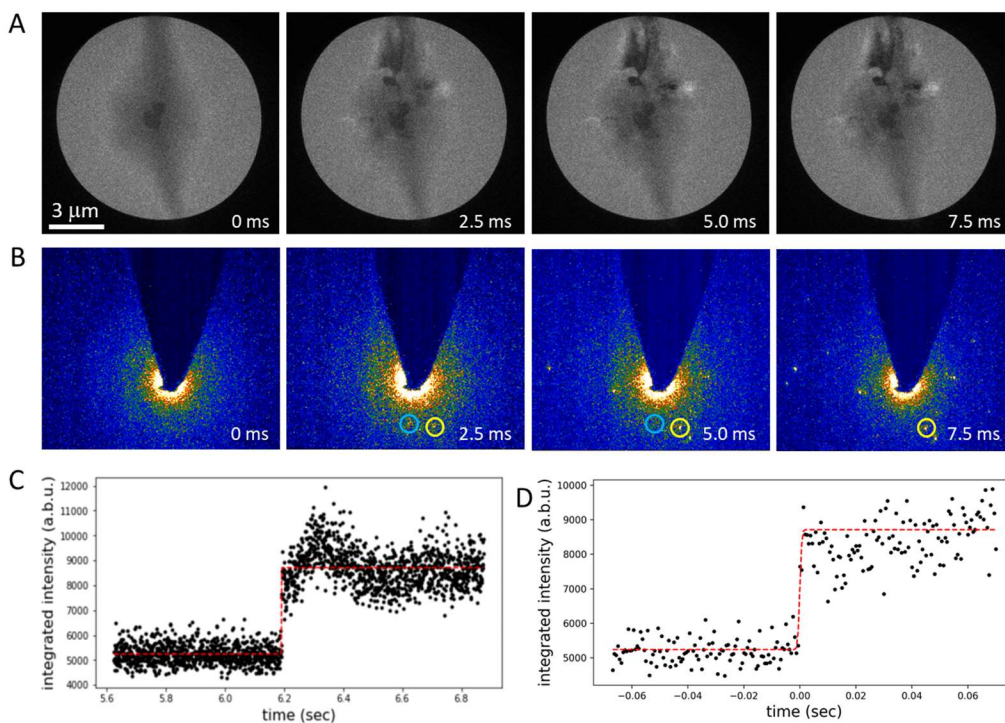 A
3 μm
0 ms
2.5 ms
5.0 ms
7.5 ms
B
0 ms
2.5 ms
5.0 ms
7.5 ms
C
integrated intensity (a.b.u.)
12000
11000
10000
9000
8000
7000
6000
5000
4000
5.6
5.8
6.0
6.2
6.4
6.6
6.8
time (sec)
D
integrated intensity (a.b.u.)
10000
9000
8000
7000
6000
5000
−0.06
−0.04
−0.02
0.00
0.02
0.04
0.06
time (sec)